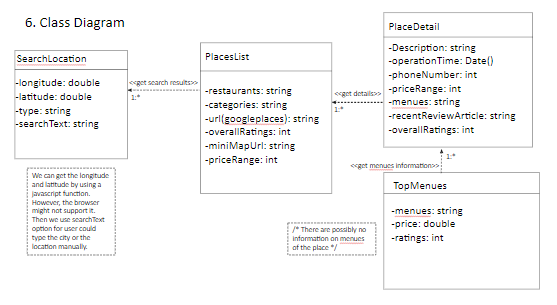 6. Class Diagram
SearchLocation
-longitude: double
-latitude: double
-type: string
-searchText: string
<<get search results>>
1:*
PlacesList
-restaurants: string
-categories: string
-url(googleplaces): string
-overallRatings: int
-miniMapUrl: string
-priceRange: int
<<get details>>
1:*
PlaceDetail
-Description: string
-operationTime: Date()
-phoneNumber: int
-priceRange: int
-menues: string
-recentReviewArticle: string
-overallRatings: int
1:*
<<get menues information>>
TopMenues
-menues: string
-price: double
-ratings: int
We can get the longitude
and latitude by using a
javascript function.
However, the browser
might not support it.
Then we use searchText
option for user could
type the city or the
location manually.
/* There are possibly no
information on menues
of the place */